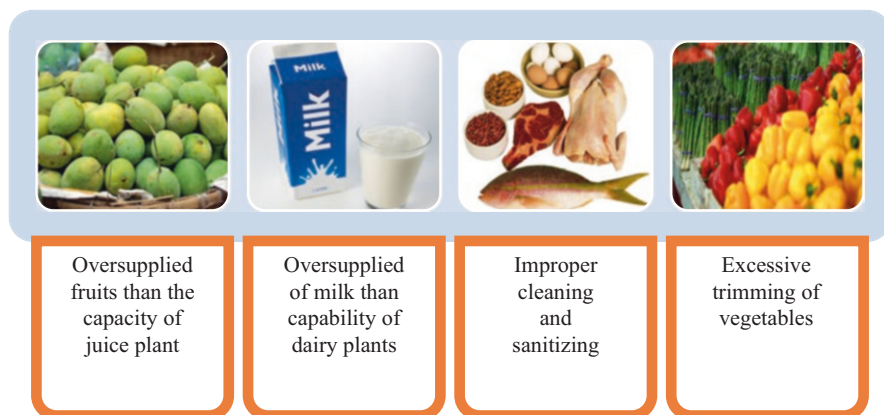 Milk
Milk
Oversupplied
fruits than the
capacity of
juice plant
Oversupplied
of milk than
capability of
dairy plants
Improper
cleaning
and
sanitizing
Excessive
trimming of
vegetables